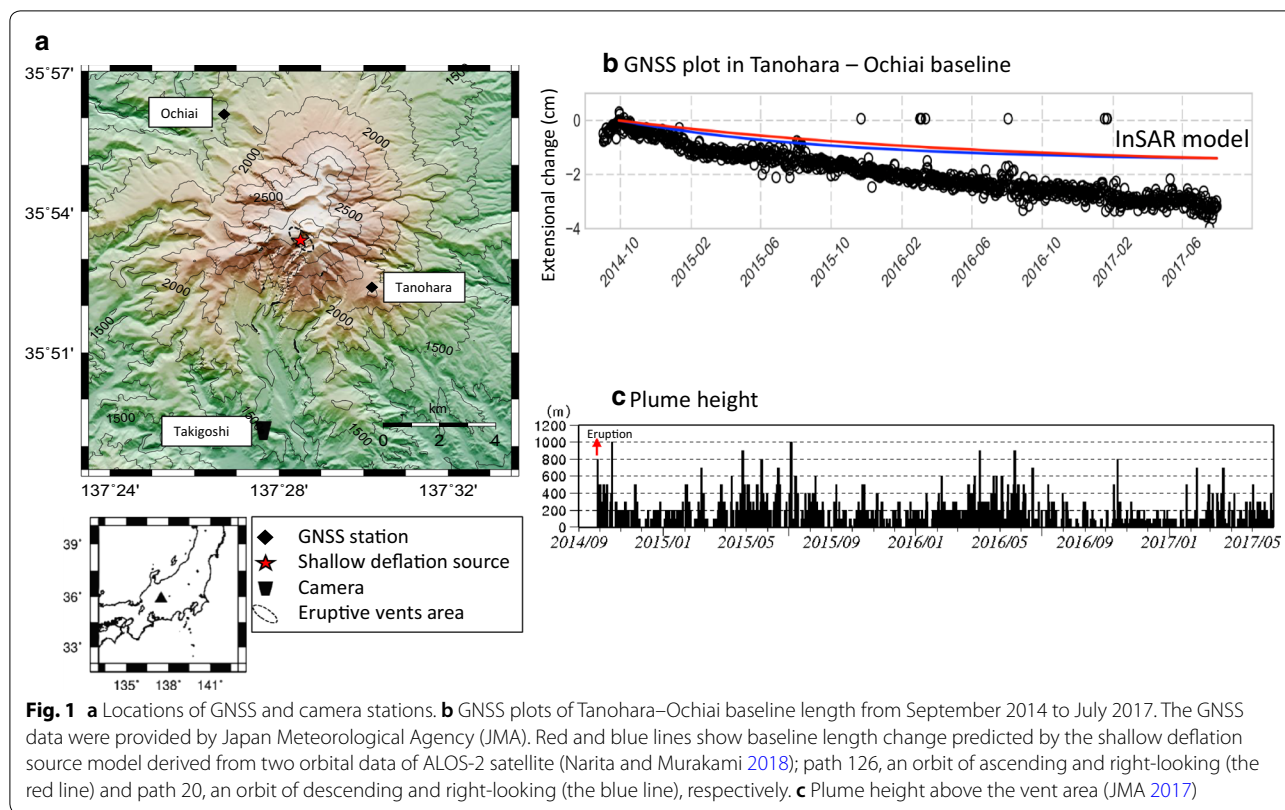 a
35°57'
35°54'
35°51'
137°24'
137°28'
137°32'
Ochiai
Tanohara
Takigoshi
1500
2000
2000
2500
2500
2000
2000
1500
1500
1500
1500
km
0 2 4
39°
36°
33°
135° 138° 141°
GNSS station
Shallow deflation source
Camera
Eruptive vents area
b GNSS plot in Tanohara – Ochiai baseline
Extensional change (cm)
0
−2
−4
InSAR model
2014-10
2015-02
2015-06
2015-10
2016-02
2016-06
2016-10
2017-02
2017-06
c Plume height
(m)
1200
1000
800
600
400
200
0
Eruption
2014/09 2015/01 2015/05 2015/09 2016/01 2016/05 2016/09 2017/01 2017/05
Fig. 1 a Locations of GNSS and camera stations. b GNSS plots of Tanohara–Ochiai baseline length from September 2014 to July 2017. The GNSS
data were provided by Japan Meteorological Agency (JMA). Red and blue lines show baseline length change predicted by the shallow deflation
source model derived from two orbital data of ALOS-2 satellite (Narita and Murakami 2018); path 126, an orbit of ascending and right-looking (the
red line) and path 20, an orbit of descending and right-looking (the blue line), respectively. c Plume height above the vent area (JMA 2017)